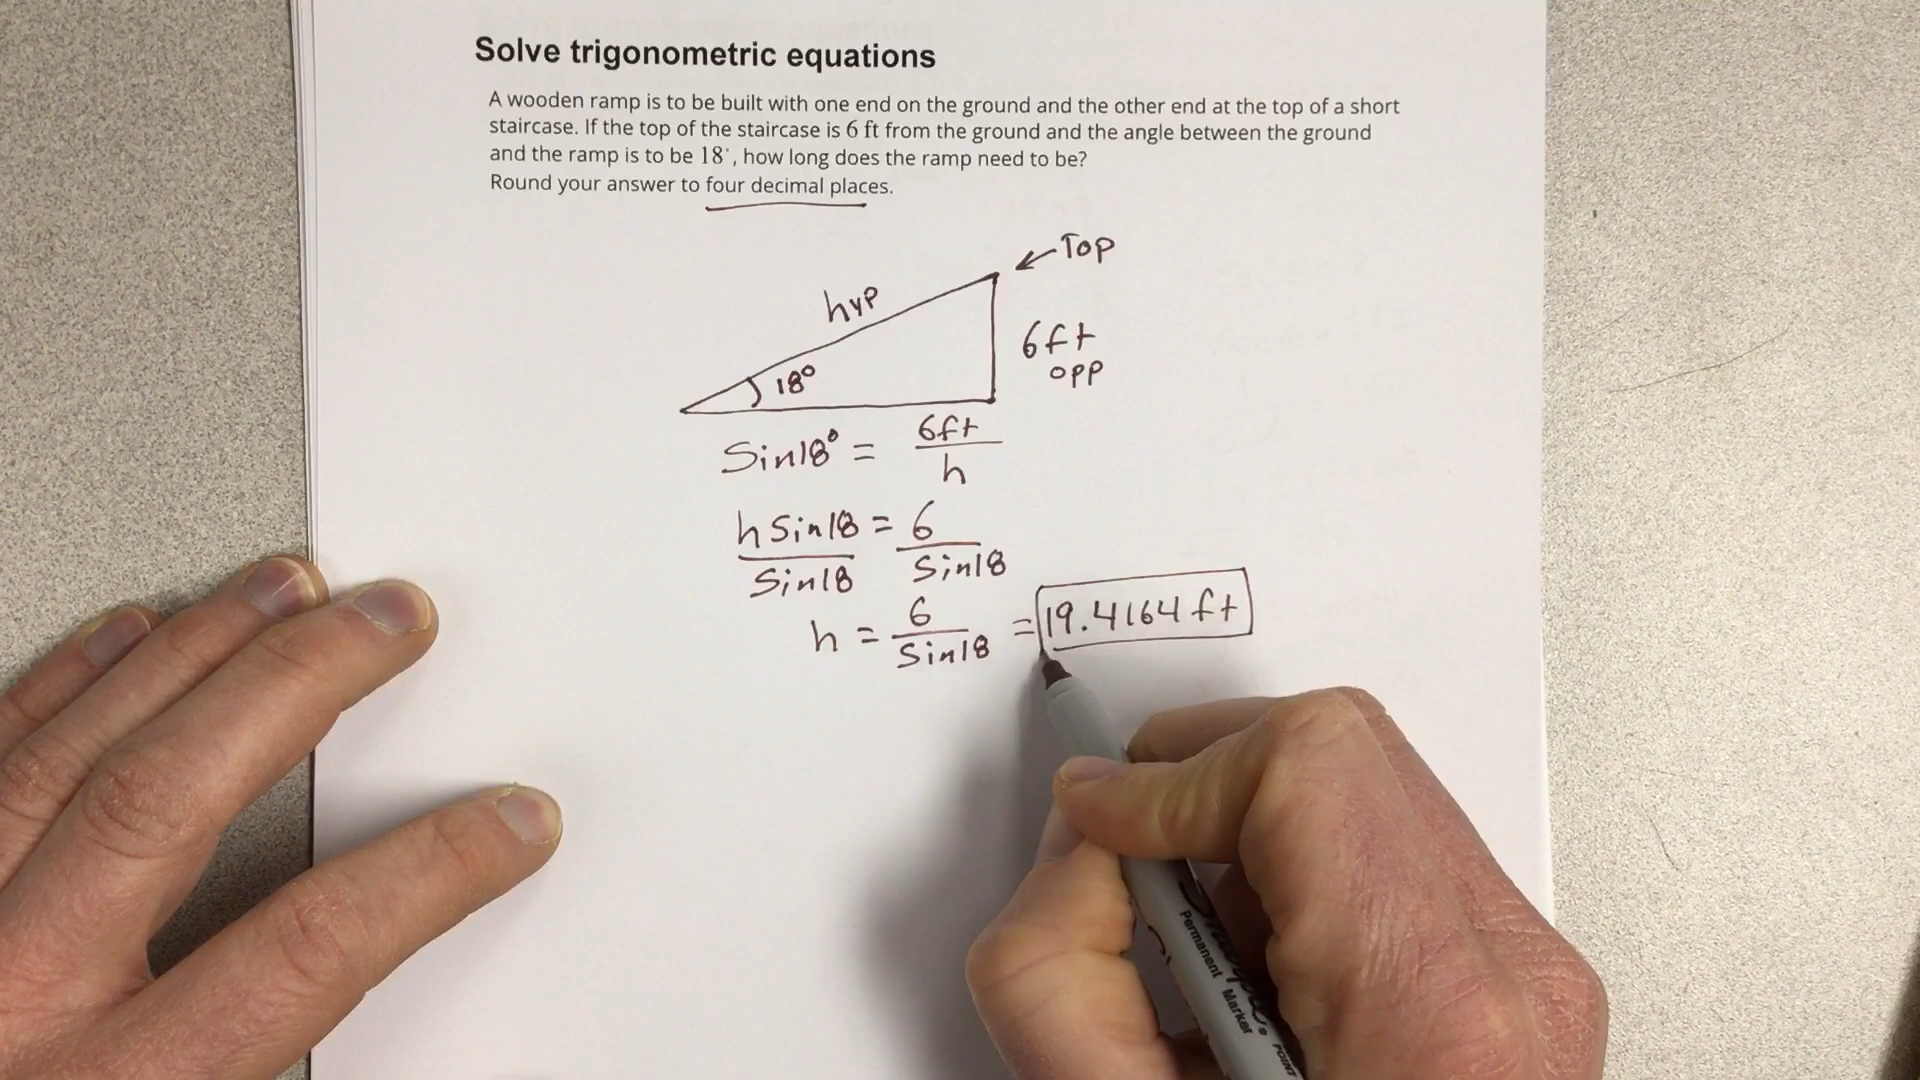 Solve trigonometric equations
A wooden ramp is to be built with one end on the ground and the other end at the top of a short
staircase. If the top of the staircase is 6 ft from the ground and the angle between the ground
and the ramp is to be 18°, how long does the ramp need to be?
Round your answer to four decimal places.
Top
hyp
6ft
opp
18°
Sin18° = 6ft / h
h Sin18 = 6
Sin18 Sin18
h = 6 / Sin18 = 19.4164 ft
Permanent Marker